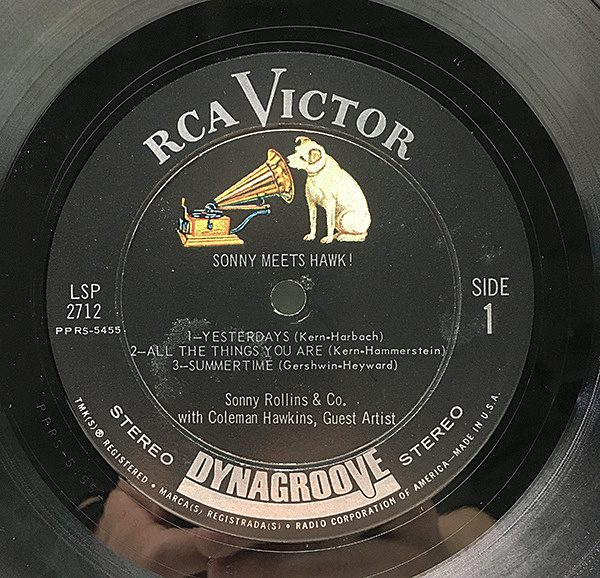 RCA VICTOR
SONNY MEETS HAWK!
LSP
2712
PPRS-5455
SIDE
1
1—YESTERDAYS (Kern-Harbach)
2—ALL THE THINGS YOU ARE (Kern-Hammerstein)
3—SUMMERTIME (Gershwin-Heyward)
Sonny Rollins & Co.
with Coleman Hawkins, Guest Artist
STEREO
DYNAGROOVE
STEREO
TMK(S) ® REGISTERED • MARCA(S) REGISTRADA(S) • RADIO CORPORATION OF AMERICA—MADE IN U.S.A.